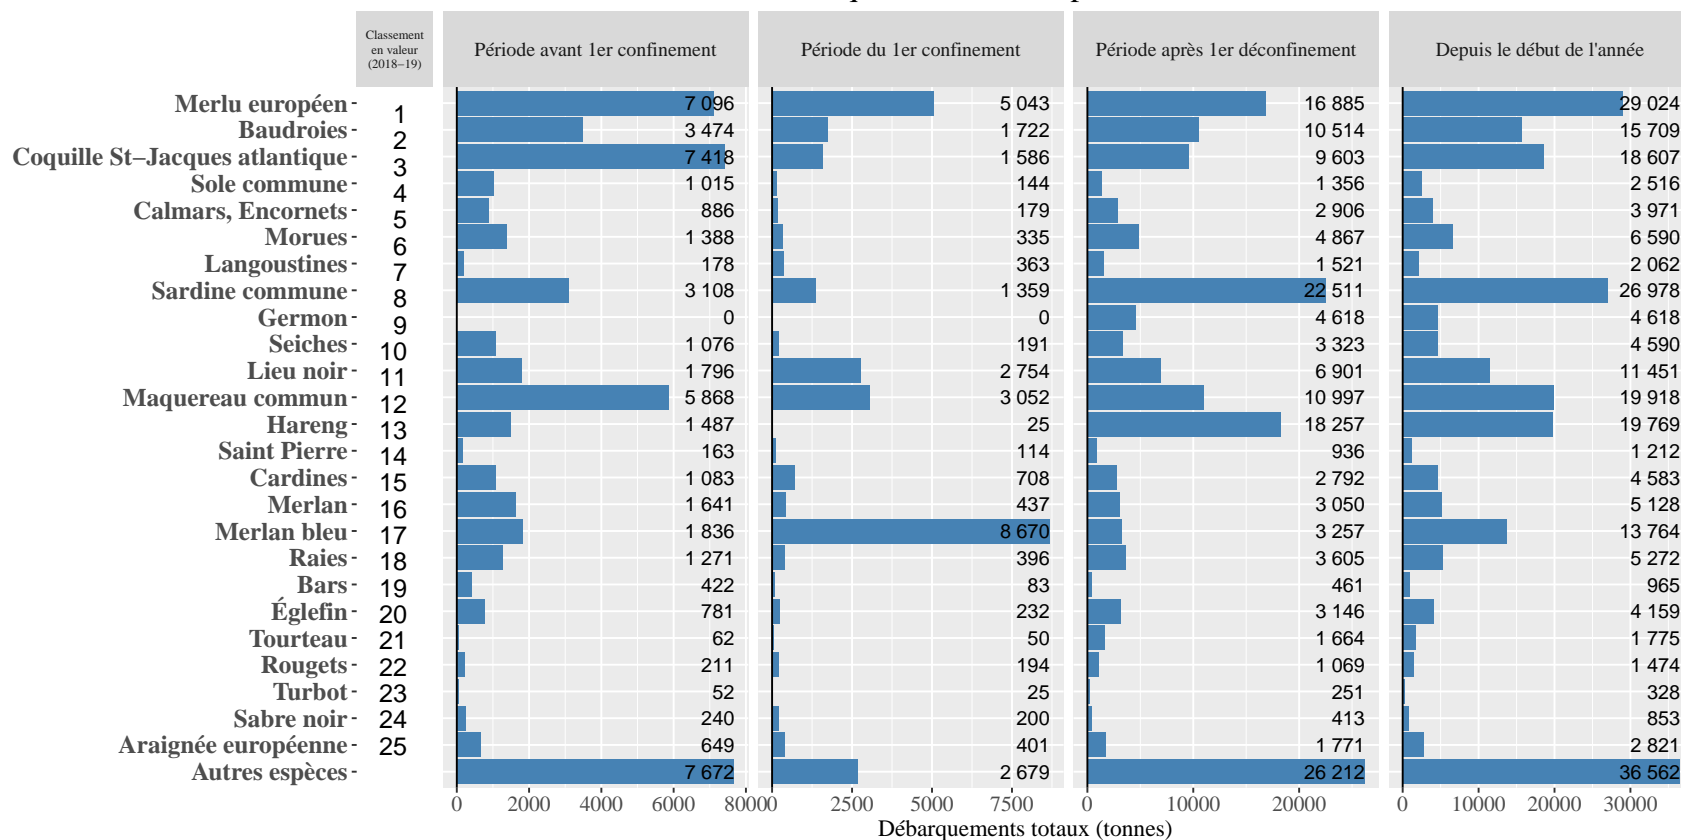 Classement
en valeur
(2018−19)
Période avant 1er confinement
Période du 1er confinement
Période après 1er déconfinement
Depuis le début de l'année
Merlu européen 1 7 096 5 043 16 885 29 024
Baudroies 2 3 474 1 722 10 514 15 709
Coquille St−Jacques atlantique 3 7 418 1 586 9 603 18 607
Sole commune 4 1 015 144 1 356 2 516
Calmars, Encornets 5 886 179 2 906 3 971
Morues 6 1 388 335 4 867 6 590
Langoustines 7 178 363 1 521 2 062
Sardine commune 8 3 108 1 359 22 511 26 978
Germon 9 0 0 4 618 4 618
Seiches 10 1 076 191 3 323 4 590
Lieu noir 11 1 796 2 754 6 901 11 451
Maquereau commun 12 5 868 3 052 10 997 19 918
Hareng 13 1 487 25 18 257 19 769
Saint Pierre 14 163 114 936 1 212
Cardines 15 1 083 708 2 792 4 583
Merlan 16 1 641 437 3 050 5 128
Merlan bleu 17 1 836 8 670 3 257 13 764
Raies 18 1 271 396 3 605 5 272
Bars 19 422 83 461 965
Églefin 20 781 232 3 146 4 159
Tourteau 21 62 50 1 664 1 775
Rougets 22 211 194 1 069 1 474
Turbot 23 52 25 251 328
Sabre noir 24 240 200 413 853
Araignée européenne 25 649 401 1 771 2 821
Autres espèces 7 672 2 679 26 212 36 562
0 2000 4000 6000 8000 0 2500 5000 7500 0 10000 20000 0 10000 20000 30000
Débarquements totaux (tonnes)